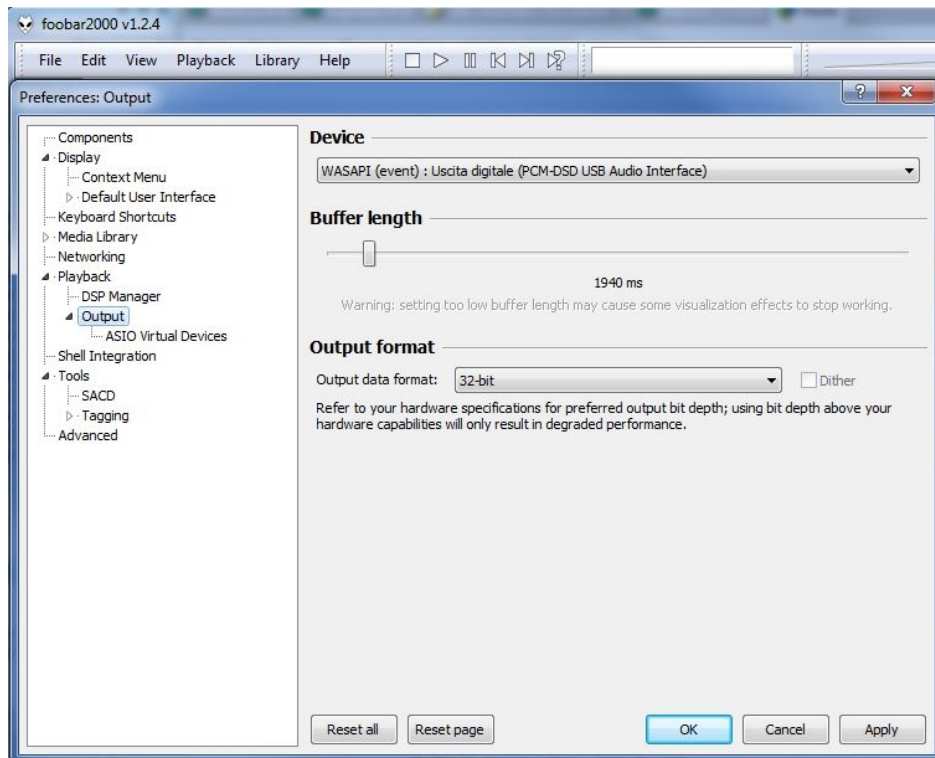 foobar2000 v1.2.4
File Edit View Playback Library Help
Preferences: Output
Components
Display
Context Menu
Default User Interface
Keyboard Shortcuts
Media Library
Networking
Playback
DSP Manager
Output
ASIO Virtual Devices
Shell Integration
Tools
SACD
Tagging
Advanced
Device
WASAPI (event) : Uscita digitale (PCM-DSD USB Audio Interface)
Buffer length
1940 ms
Warning: setting too low buffer length may cause some visualization effects to stop working.
Output format
Output data format: 32-bit Dither
Refer to your hardware specifications for preferred output bit depth; using bit depth above your
hardware capabilities will only result in degraded performance.
Reset all Reset page OK Cancel Apply